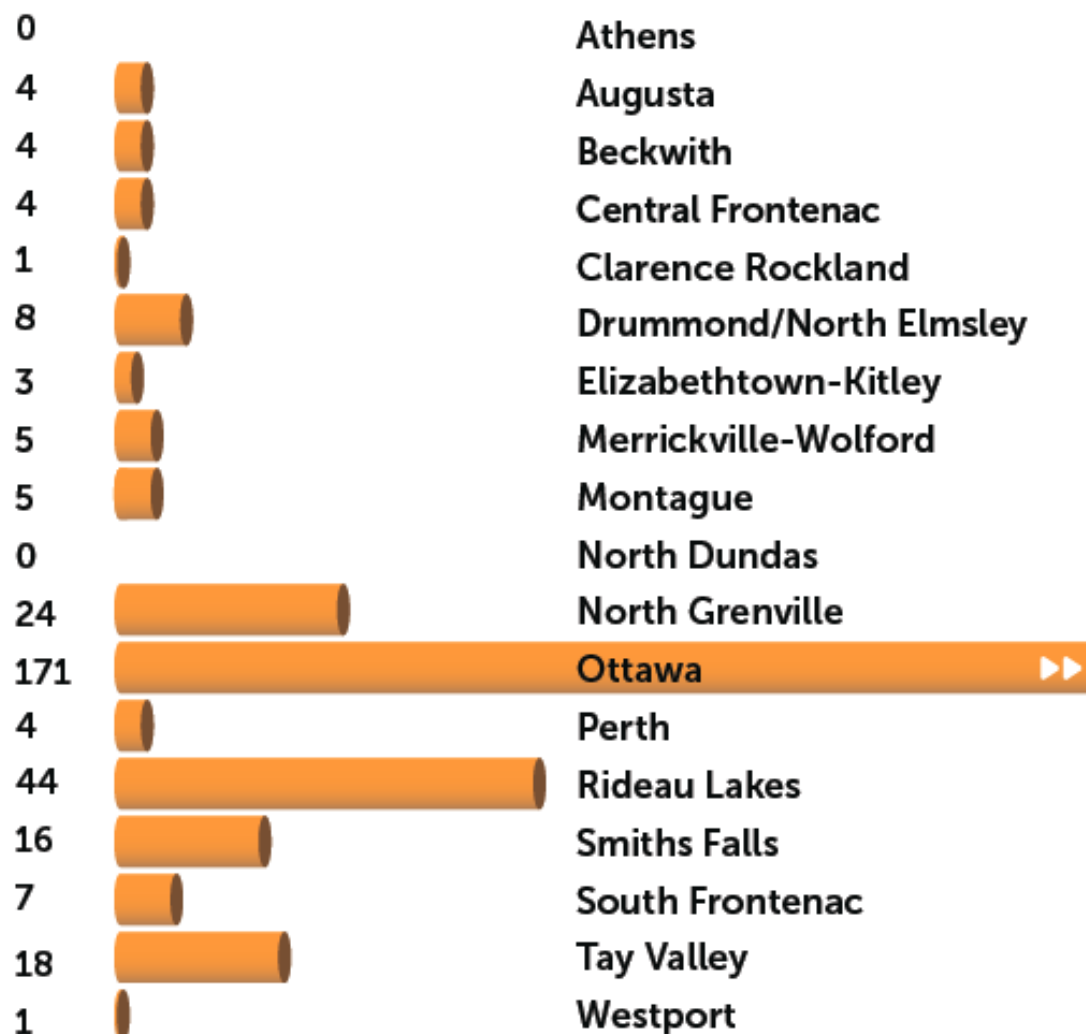 0 Athens
4 Augusta
4 Beckwith
4 Central Frontenac
1 Clarence Rockland
8 Drummond/North Elmsley
3 Elizabethtown-Kitley
5 Merrickville-Wolford
5 Montague
0 North Dundas
24 North Grenville
171 Ottawa
4 Perth
44 Rideau Lakes
16 Smiths Falls
7 South Frontenac
18 Tay Valley
1 Westport